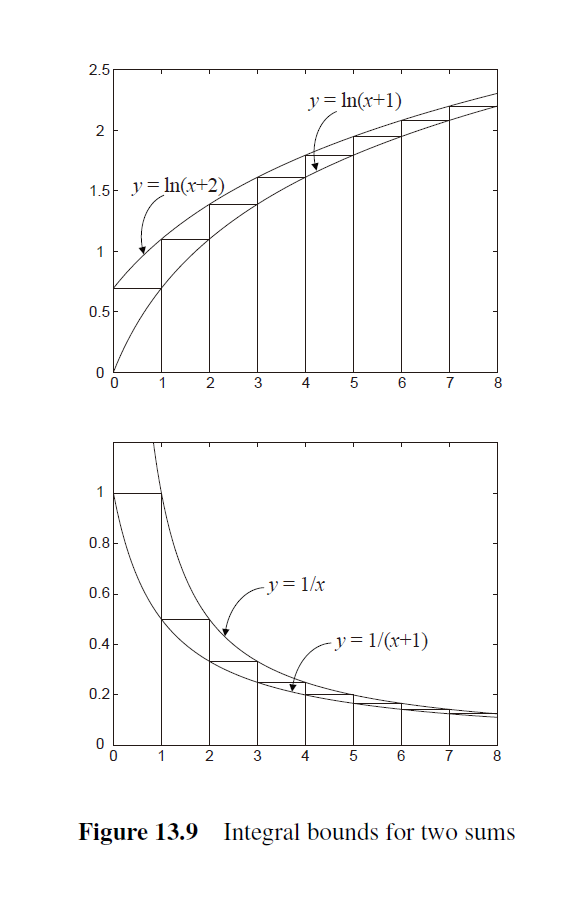 2.5
y = ln(x+1)
2
y = ln(x+2)
1.5
1
0.5
0
0 1 2 3 4 5 6 7 8
1
0.8
0.6
y = 1/x
0.4
y = 1/(x+1)
0.2
0
0 1 2 3 4 5 6 7 8
Figure 13.9 Integral bounds for two sums